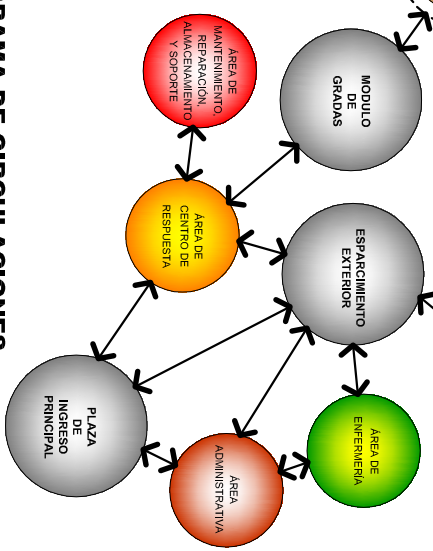 ÁREA DE
MANTENIMIENTO,
REPARACIÓN,
ALMACENAMIENTO
Y SOPORTE
MODULO
DE
GRADAS
ÁREA DE
CENTRO DE
RESPUESTA
ESPARCIMIENTO
EXTERIOR
PLAZA
DE
INGRESO
PRINCIPAL
ÁREA
ADMINISTRATIVA
ÁREA DE
ENFERMERÍA
DE CIRCULACIONES